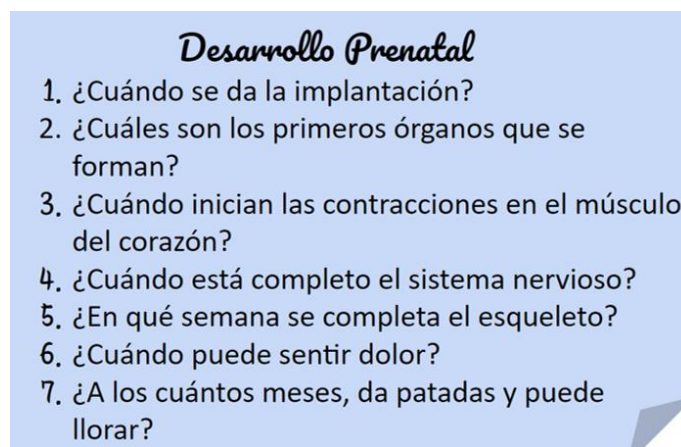 Desarrollo Prenatal
1. ¿Cuándo se da la implantación?
2. ¿Cuáles son los primeros órganos que se
forman?
3. ¿Cuándo inician las contracciones en el músculo
del corazón?
4. ¿Cuándo está completo el sistema nervioso?
5. ¿En qué semana se completa el esqueleto?
6. ¿Cuándo puede sentir dolor?
7. ¿A los cuántos meses, da patadas y puede
llorar?